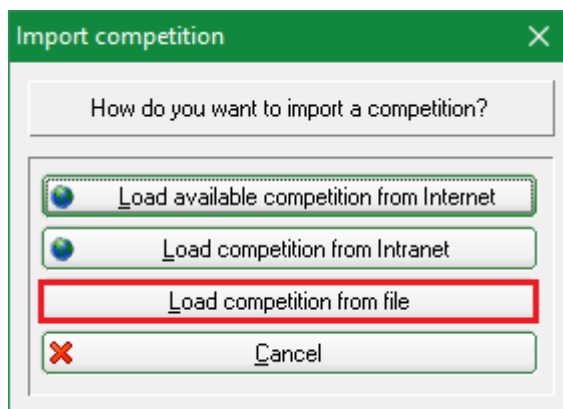 Import competition
How do you want to import a competition?
Load available competition from Internet
Load competition from Intranet
Load competition from file
Cancel